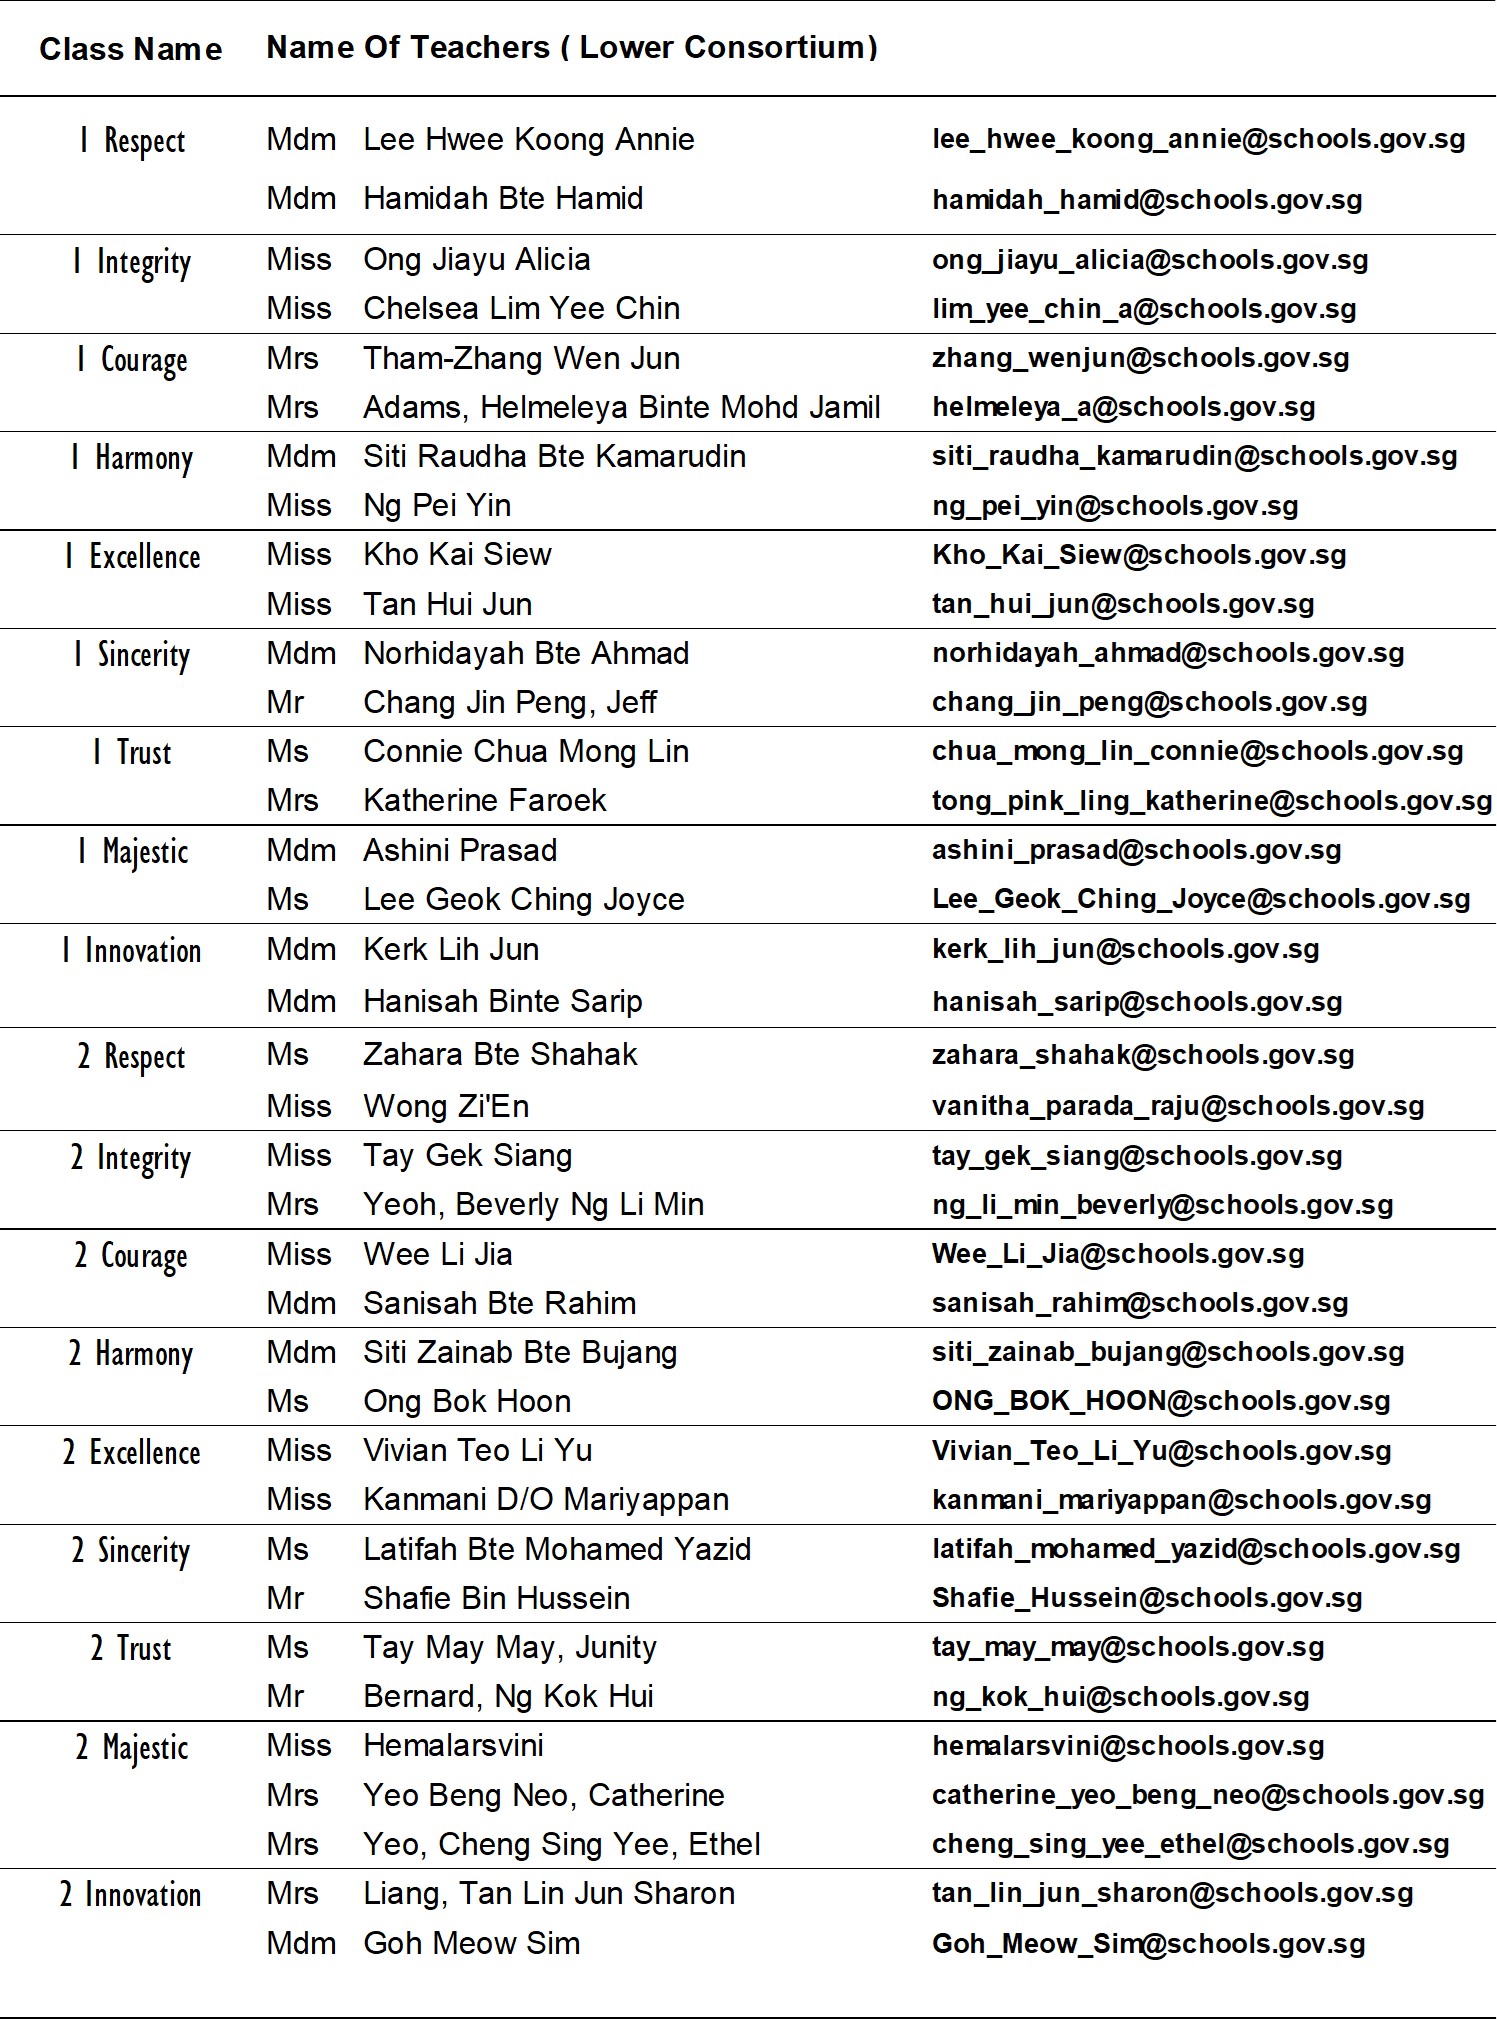 Class Name Name Of Teachers ( Lower Consortium)
1 Respect Mdm Lee Hwee Koong Annie lee_hwee_koong_annie@schools.gov.sg
Mdm Hamidah Bte Hamid hamidah_hamid@schools.gov.sg
1 Integrity Miss Ong Jiayu Alicia ong_jiayu_alicia@schools.gov.sg
Miss Chelsea Lim Yee Chin lim_yee_chin_a@schools.gov.sg
1 Courage Mrs Tham-Zhang Wen Jun zhang_wenjun@schools.gov.sg
Mrs Adams, Helmeleya Binte Mohd Jamil helmeleya_a@schools.gov.sg
1 Harmony Mdm Siti Raudha Bte Kamarudin siti_raudha_kamarudin@schools.gov.sg
Miss Ng Pei Yin ng_pei_yin@schools.gov.sg
1 Excellence Miss Kho Kai Siew Kho_Kai_Siew@schools.gov.sg
Miss Tan Hui Jun tan_hui_jun@schools.gov.sg
1 Sincerity Mdm Norhidayah Bte Ahmad norhidayah_ahmad@schools.gov.sg
Mr Chang Jin Peng, Jeff chang_jin_peng@schools.gov.sg
1 Trust Ms Connie Chua Mong Lin chua_mong_lin_connie@schools.gov.sg
Mrs Katherine Faroek tong_pink_ling_katherine@schools.gov.sg
1 Majestic Mdm Ashini Prasad ashini_prasad@schools.gov.sg
Ms Lee Geok Ching Joyce Lee_Geok_Ching_Joyce@schools.gov.sg
1 Innovation Mdm Kerk Lih Jun kerk_lih_jun@schools.gov.sg
Mdm Hanisah Binte Sarip hanisah_sarip@schools.gov.sg
2 Respect Ms Zahara Bte Shahak zahara_shahak@schools.gov.sg
Miss Wong Zi'En vanitha_parada_raju@schools.gov.sg
2 Integrity Miss Tay Gek Siang tay_gek_siang@schools.gov.sg
Mrs Yeoh, Beverly Ng Li Min ng_li_min_beverly@schools.gov.sg
2 Courage Miss Wee Li Jia Wee_Li_Jia@schools.gov.sg
Mdm Sanisah Bte Rahim sanisah_rahim@schools.gov.sg
2 Harmony Mdm Siti Zainab Bte Bujang siti_zainab_bujang@schools.gov.sg
Ms Ong Bok Hoon ONG_BOK_HOON@schools.gov.sg
2 Excellence Miss Vivian Teo Li Yu Vivian_Teo_Li_Yu@schools.gov.sg
Miss Kanmani D/O Mariyappan kanmani_mariyappan@schools.gov.sg
2 Sincerity Ms Latifah Bte Mohamed Yazid latifah_mohamed_yazid@schools.gov.sg
Mr Shafie Bin Hussein Shafie_Hussein@schools.gov.sg
2 Trust Ms Tay May May, Junity tay_may_may@schools.gov.sg
Mr Bernard, Ng Kok Hui ng_kok_hui@schools.gov.sg
2 Majestic Miss Hemalarsvini hemalarsvini@schools.gov.sg
Mrs Yeo Beng Neo, Catherine catherine_yeo_beng_neo@schools.gov.sg
Mrs Yeo, Cheng Sing Yee, Ethel cheng_sing_yee_ethel@schools.gov.sg
2 Innovation Mrs Liang, Tan Lin Jun Sharon tan_lin_jun_sharon@schools.gov.sg
Mdm Goh Meow Sim Goh_Meow_Sim@schools.gov.sg